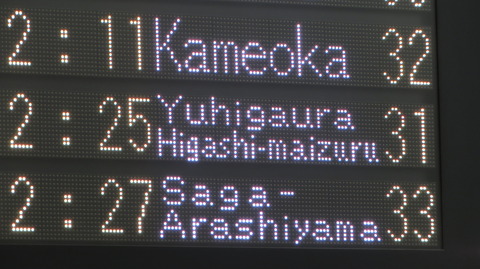 2:11 Kameoka 32
2:25 Yuhigaura 31
Higashi-maizuru
2:27 Saga- 33
Arashiyama